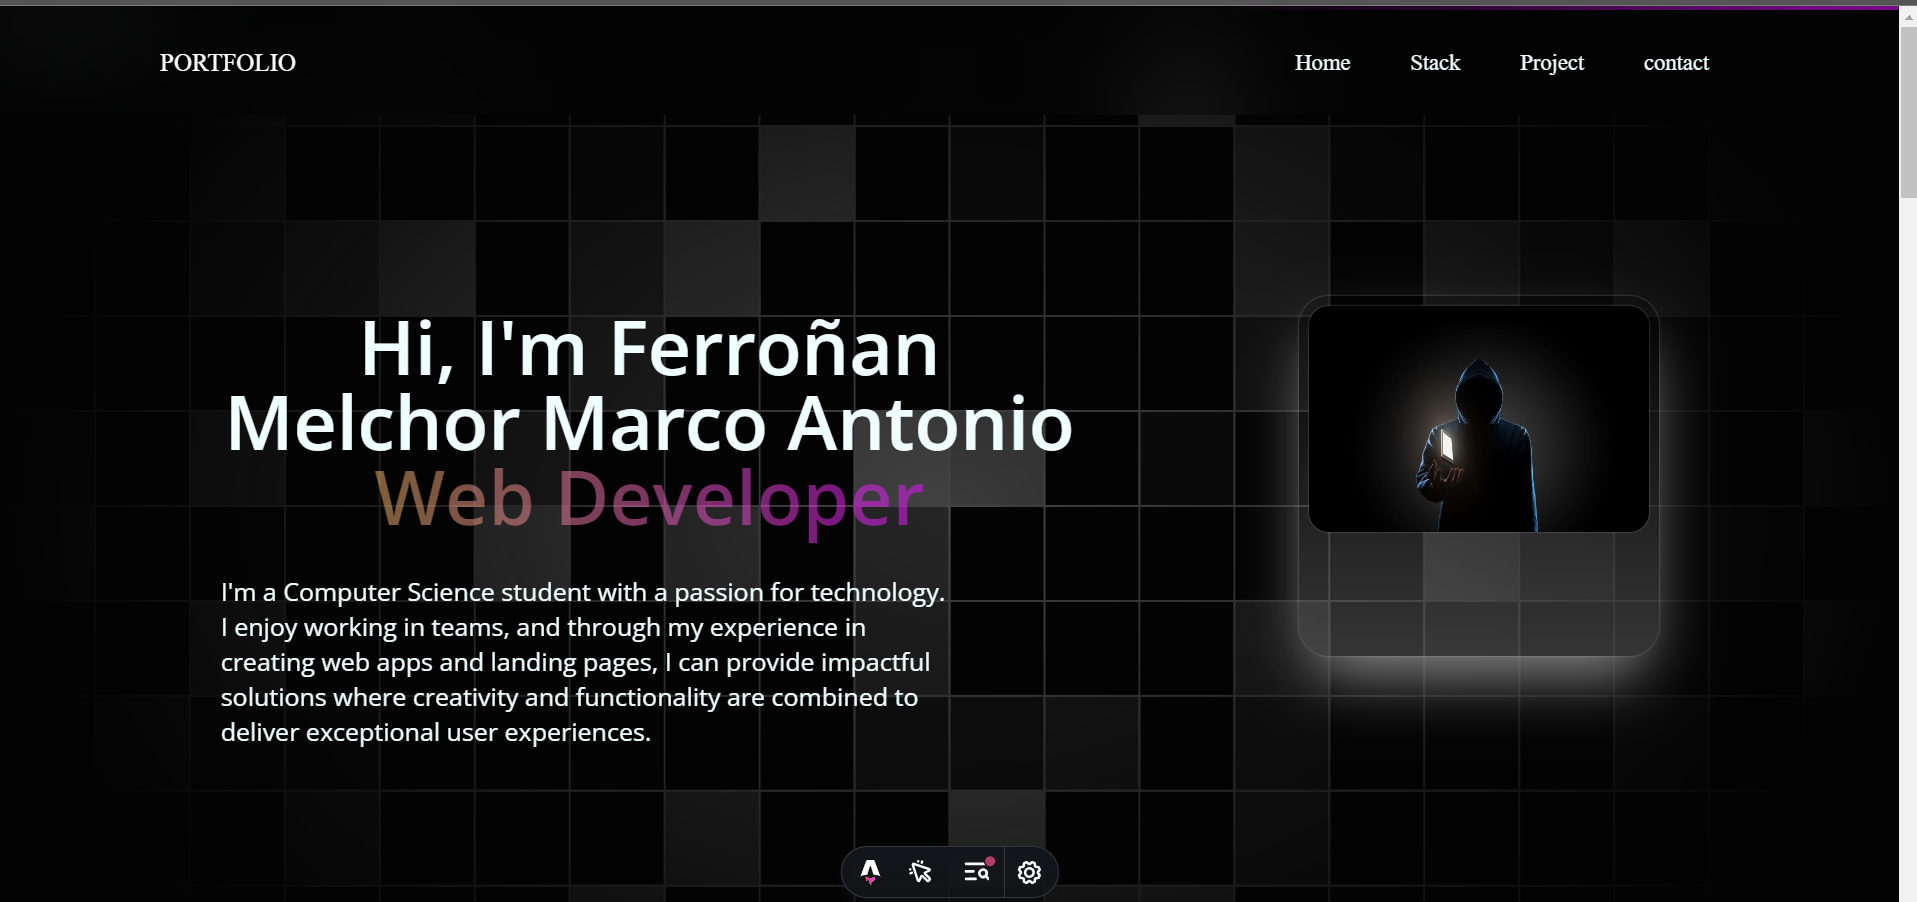 PORTFOLIO
Home Stack Project contact
Hi, I'm Ferroñan
Melchor Marco Antonio
Web Developer
I'm a Computer Science student with a passion for technology.
I enjoy working in teams, and through my experience in
creating web apps and landing pages, I can provide impactful
solutions where creativity and functionality are combined to
deliver exceptional user experiences.